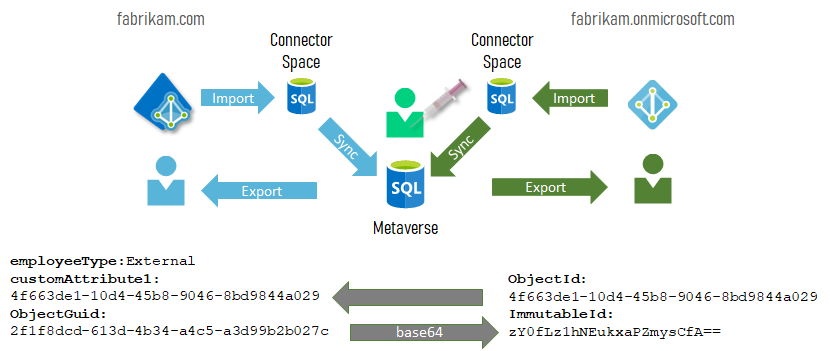 fabrikam.com
fabrikam.onmicrosoft.com
Connector
Space
Connector
Space
Import
SQL
SQL
Import
Sync
Sync
Export
SQL
Export
Metaverse
employeeType:External
customAttribute1:
4f663de1-10d4-45b8-9046-8bd9844a029
ObjectGuid:
2f1f8dcd-613d-4b34-a4c5-a3d99b2b027c
ObjectId:
4f663de1-10d4-45b8-9046-8bd9844a029
ImmutableId:
base64
zY0fLz1hNEukxaPZmysCfA==